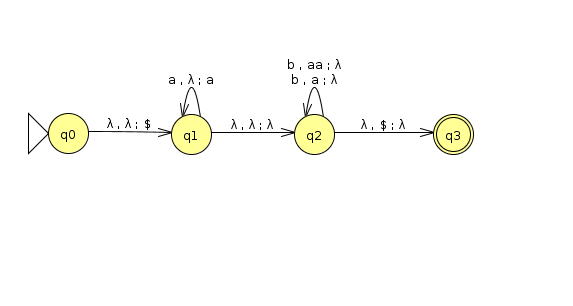 b , aa ; λ
a , λ ; a
b , a ; λ
λ , λ ; $
λ , λ ; λ
λ , $ ; λ
q0
q1
q2
q3